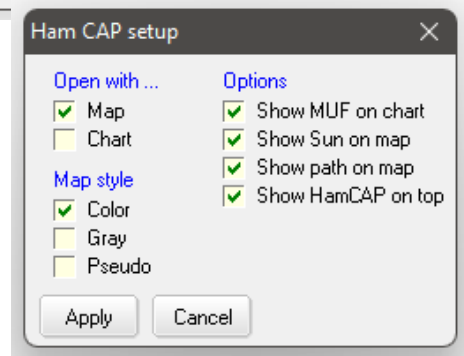 Ham CAP setup
Open with ...
Map
Chart
Map style
Color
Gray
Pseudo
Options
Show MUF on chart
Show Sun on map
Show path on map
Show HamCAP on top
Apply
Cancel